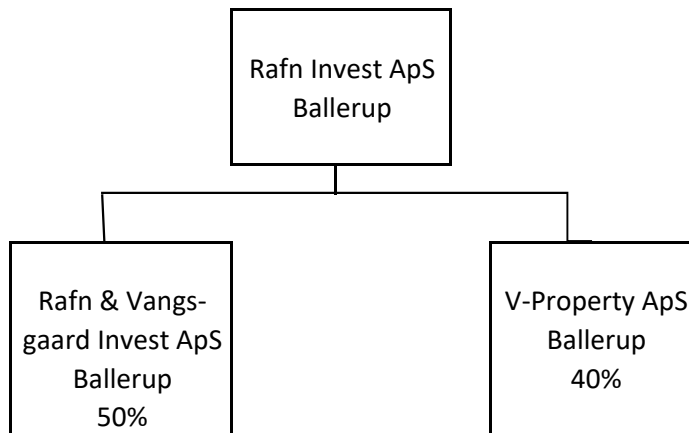 Rafn Invest ApS
Ballerup
Rafn & Vangs-
gaard Invest ApS
Ballerup
50%
V-Property ApS
Ballerup
40%